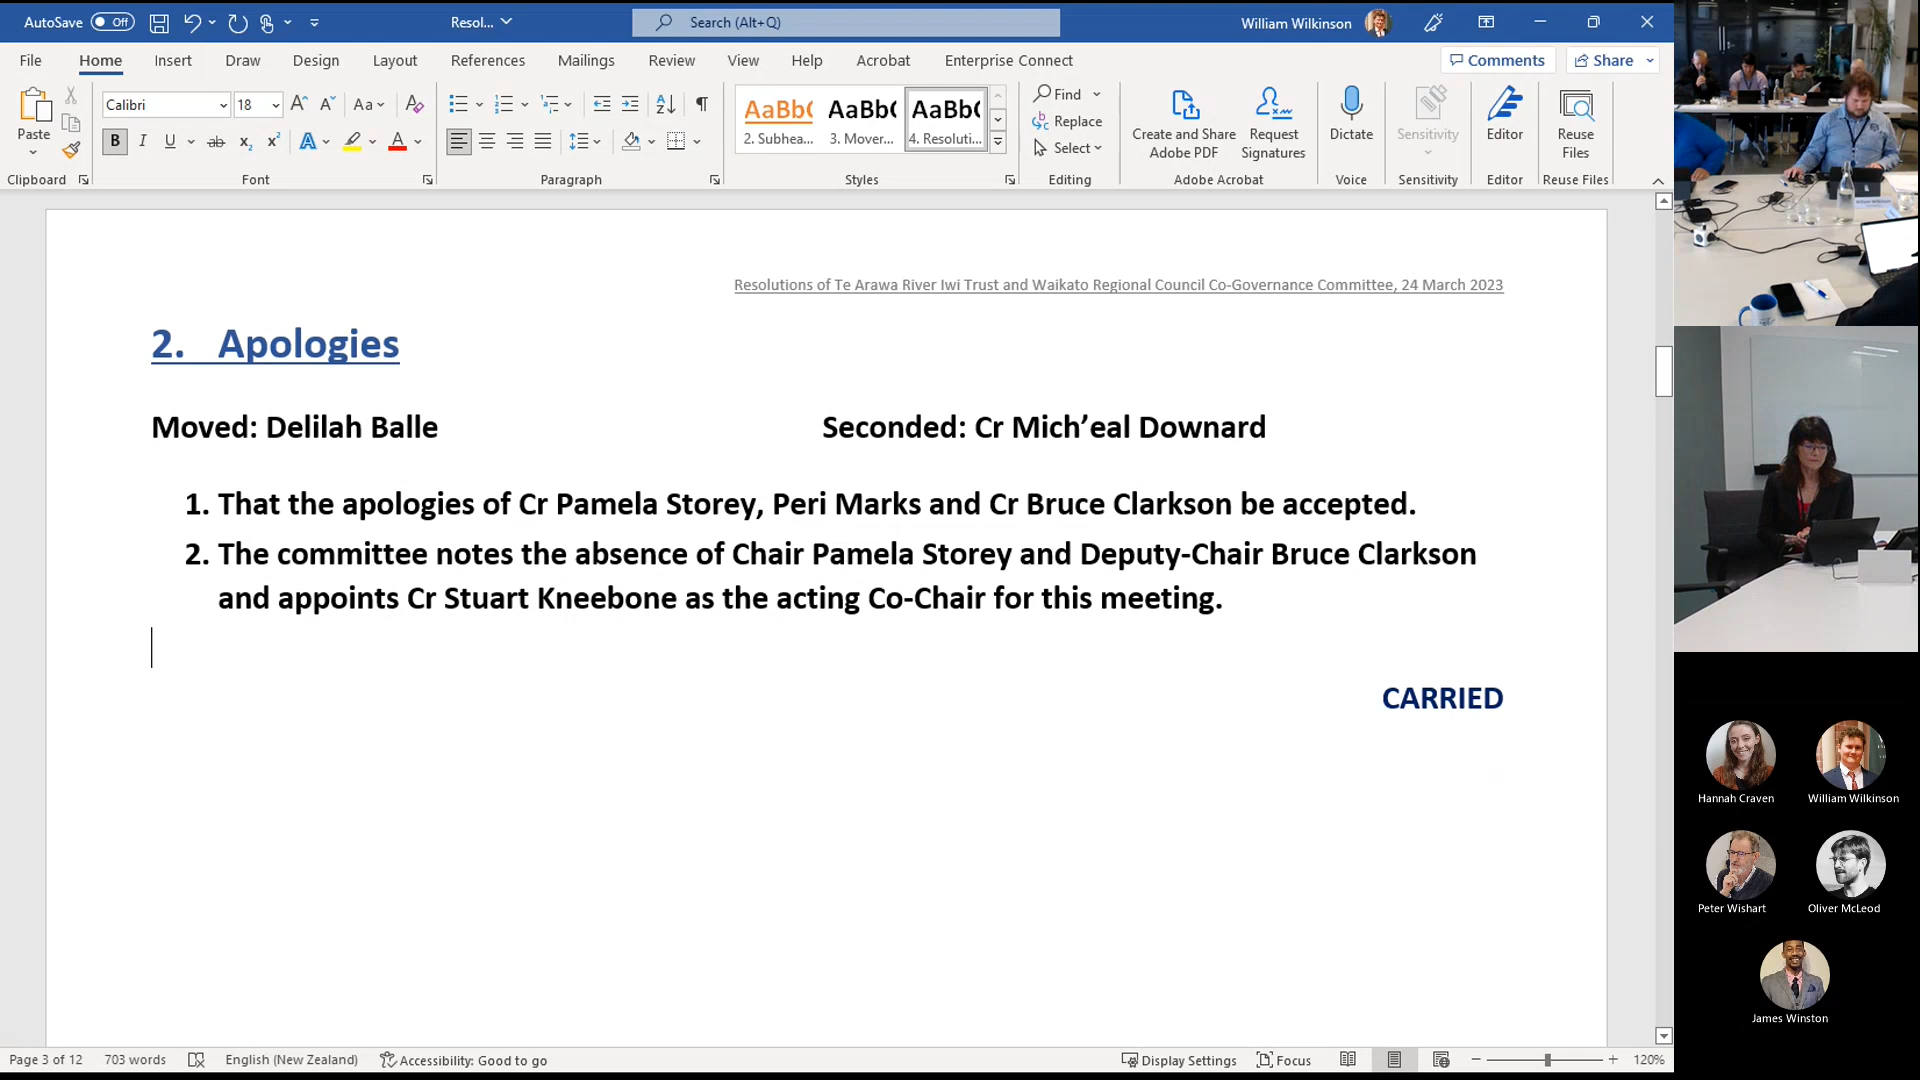 AutoSave Off Resol... Search (Alt+Q) William Wilkinson
File Home Insert Draw Design Layout References Mailings Review View Help Acrobat Enterprise Connect Comments Share
Calibri 18 Aa
Paste
B I U ab x₂ x² A A
AaBbC AaBbC AaBbC
2. Subhea... 3. Mover... 4. Resoluti...
Find
Replace
Select
Create and Share
Adobe PDF
Request
Signatures
Dictate
Sensitivity
Editor
Reuse
Files
Clipboard Font Paragraph Styles Editing Adobe Acrobat Voice Sensitivity Editor Reuse Files
Resolutions of Te Arawa River Iwi Trust and Waikato Regional Council Co-Governance Committee, 24 March 2023
2. Apologies
Moved: Delilah Balle Seconded: Cr Mich’eal Downard
1. That the apologies of Cr Pamela Storey, Peri Marks and Cr Bruce Clarkson be accepted.
2. The committee notes the absence of Chair Pamela Storey and Deputy-Chair Bruce Clarkson
and appoints Cr Stuart Kneebone as the acting Co-Chair for this meeting.
CARRIED
Hannah Craven William Wilkinson
Peter Wishart Oliver McLeod
James Winston
Page 3 of 12 703 words English (New Zealand) Accessibility: Good to go Display Settings Focus 120%